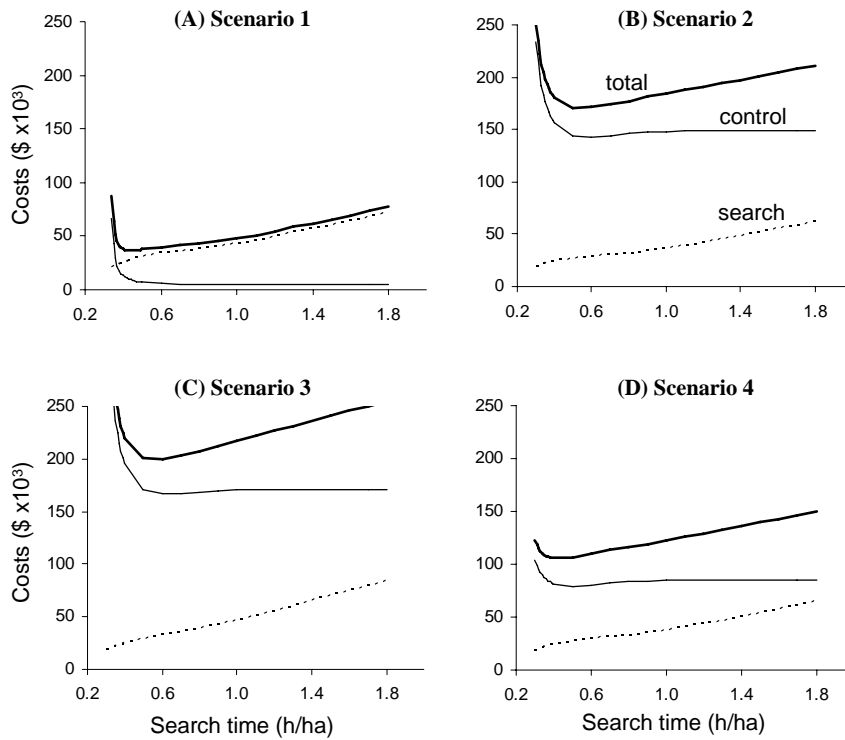 (A) Scenario 1
(B) Scenario 2
250
200
150
100
50
0
Costs ($ x10³)
0.2 0.6 1.0 1.4 1.8
250
200
150
100
50
0
total
control
search
0.2 0.6 1.0 1.4 1.8
(C) Scenario 3
(D) Scenario 4
250
200
150
100
50
0
Costs ($ x10³)
0.2 0.6 1.0 1.4 1.8
Search time (h/ha)
250
200
150
100
50
0
0.2 0.6 1.0 1.4 1.8
Search time (h/ha)